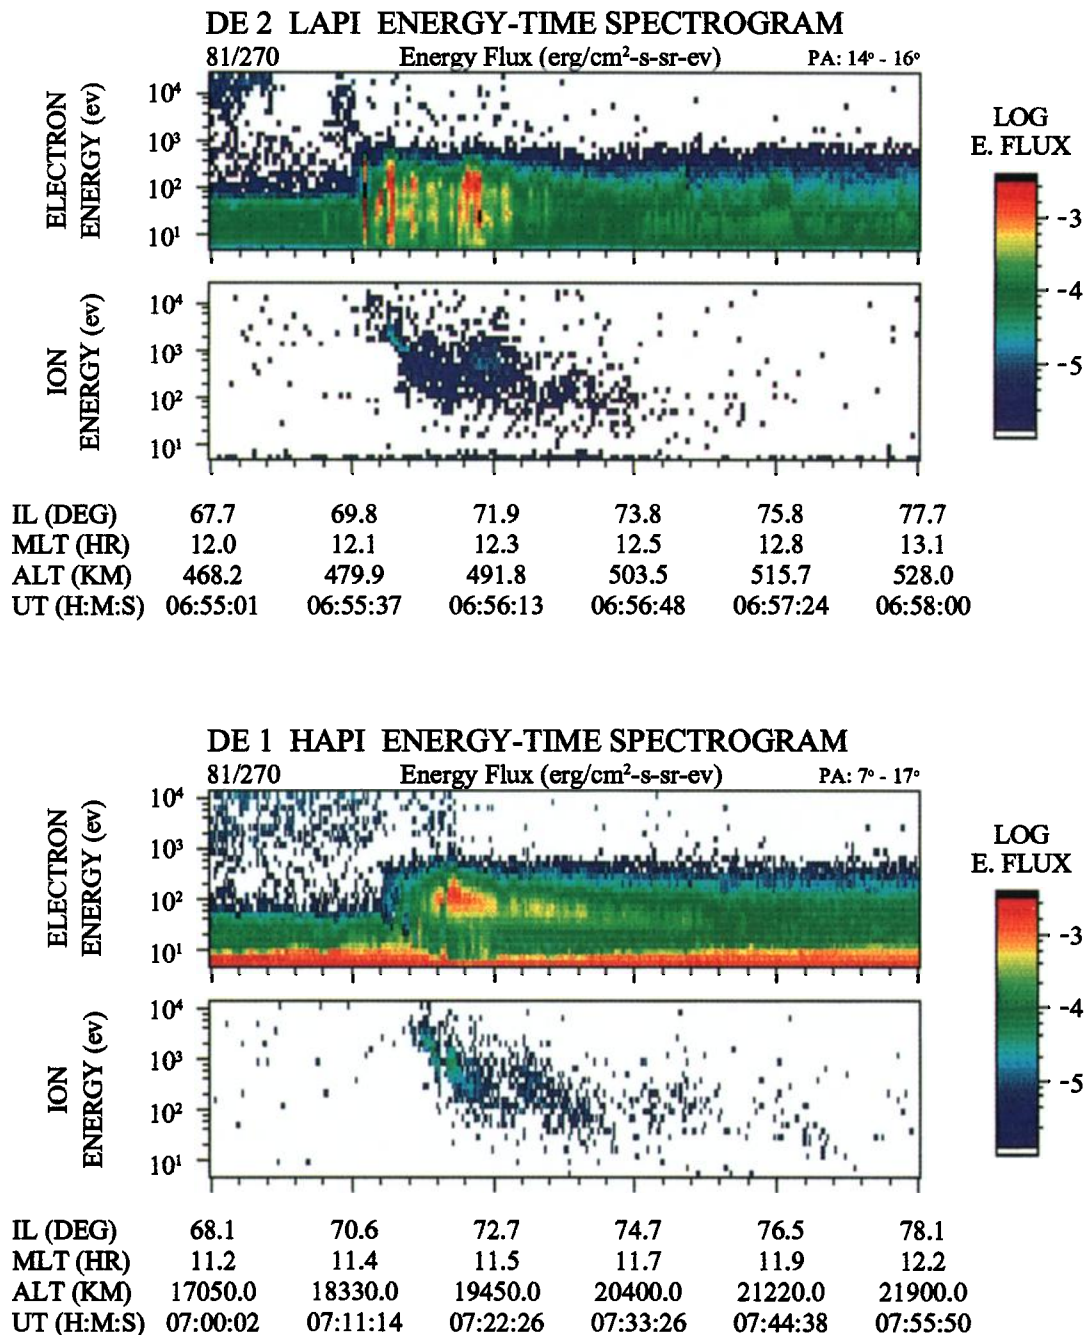 DE 2 LAPI ENERGY-TIME SPECTROGRAM
81/270 Energy Flux (erg/cm²-s-sr-ev) PA: 14° - 16°
ELECTRON
ENERGY (ev)
10⁴
10³
10²
10¹
ION
ENERGY (ev)
10⁴
10³
10²
10¹
LOG
E. FLUX
-3
-4
-5
IL (DEG) 67.7 69.8 71.9 73.8 75.8 77.7
MLT (HR) 12.0 12.1 12.3 12.5 12.8 13.1
ALT (KM) 468.2 479.9 491.8 503.5 515.7 528.0
UT (H:M:S) 06:55:01 06:55:37 06:56:13 06:56:48 06:57:24 06:58:00
DE 1 HAPI ENERGY-TIME SPECTROGRAM
81/270 Energy Flux (erg/cm²-s-sr-ev) PA: 7° - 17°
ELECTRON
ENERGY (ev)
10⁴
10³
10²
10¹
ION
ENERGY (ev)
10⁴
10³
10²
10¹
LOG
E. FLUX
-3
-4
-5
IL (DEG) 68.1 70.6 72.7 74.7 76.5 78.1
MLT (HR) 11.2 11.4 11.5 11.7 11.9 12.2
ALT (KM) 17050.0 18330.0 19450.0 20400.0 21220.0 21900.0
UT (H:M:S) 07:00:02 07:11:14 07:22:26 07:33:26 07:44:38 07:55:50